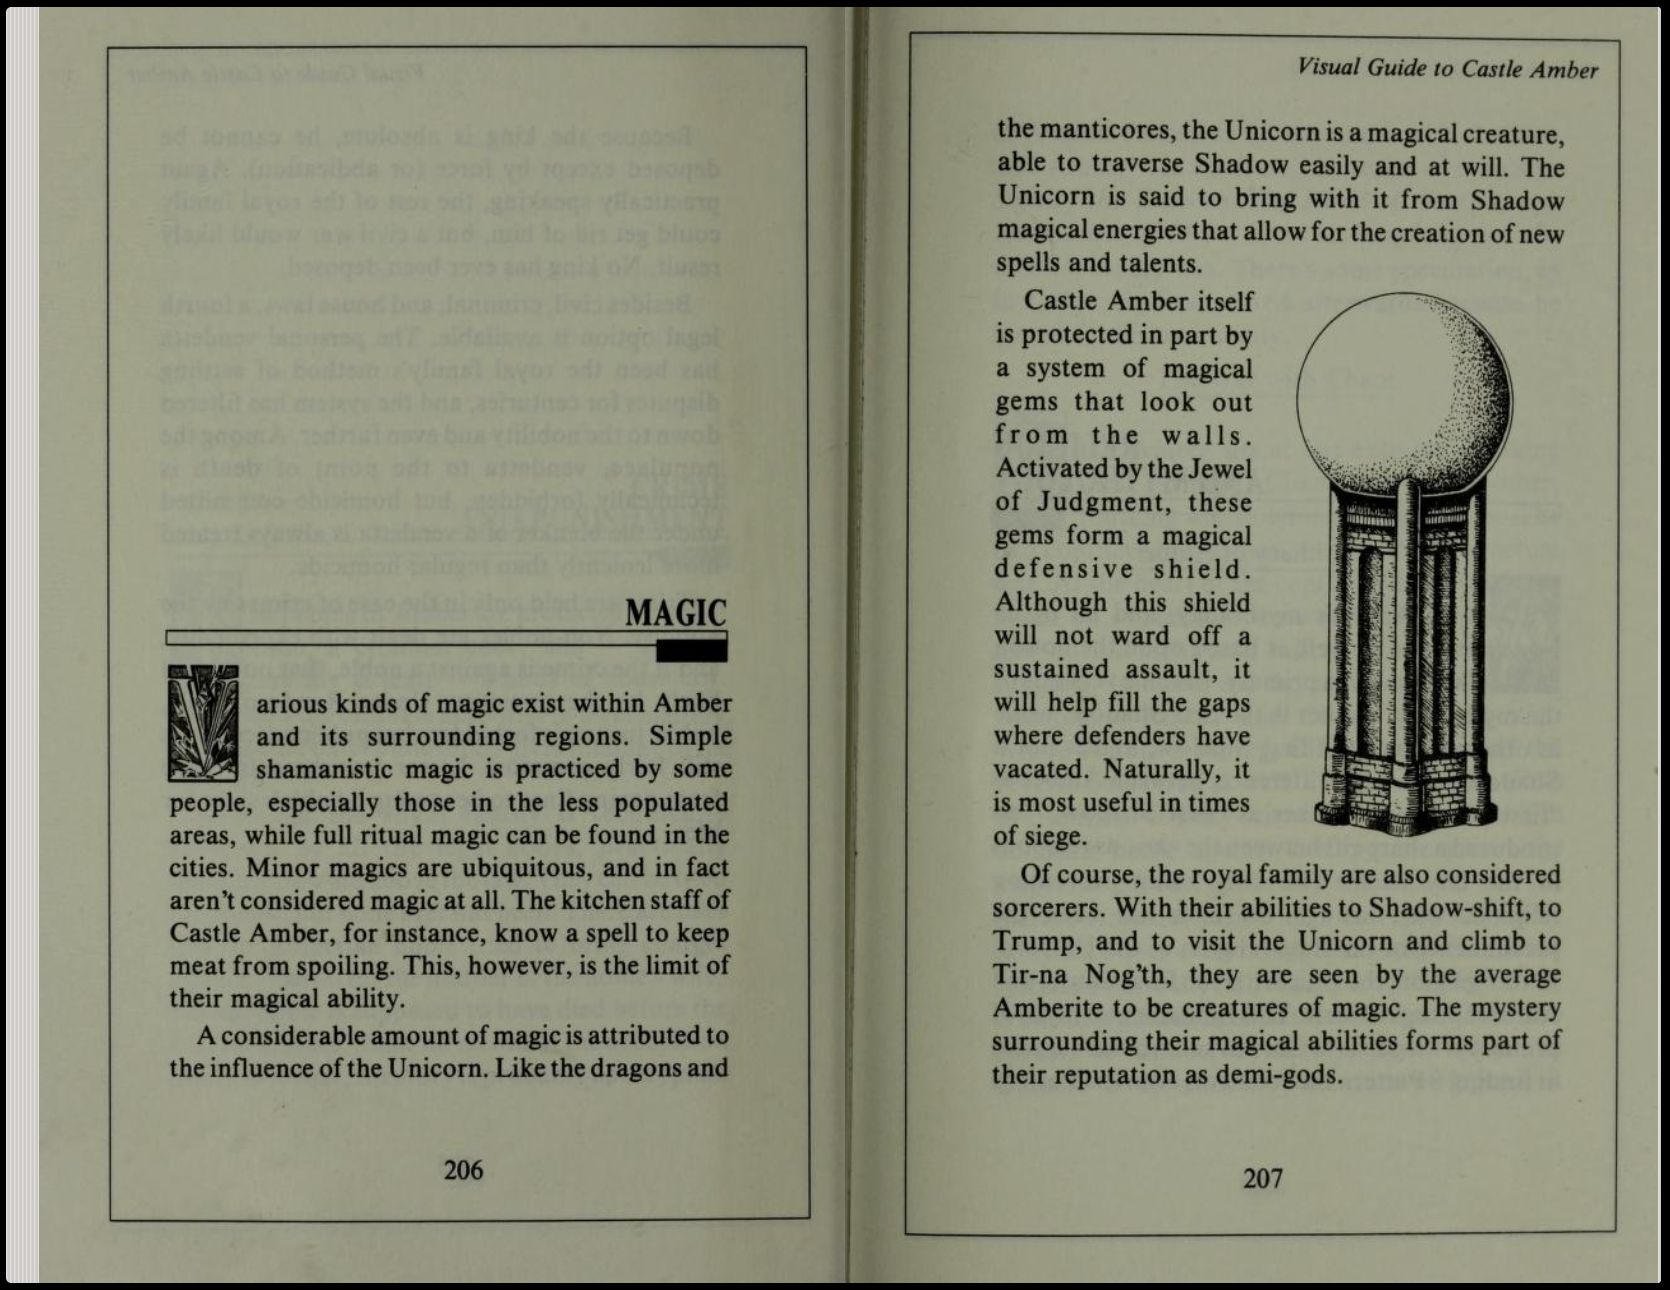 MAGIC
Various kinds of magic exist within Amber
and its surrounding regions. Simple
shamanistic magic is practiced by some
people, especially those in the less populated
areas, while full ritual magic can be found in the
cities. Minor magics are ubiquitous, and in fact
aren't considered magic at all. The kitchen staff of
Castle Amber, for instance, know a spell to keep
meat from spoiling. This, however, is the limit of
their magical ability.
A considerable amount of magic is attributed to
the influence of the Unicorn. Like the dragons and
206
Visual Guide to Castle Amber
the manticores, the Unicorn is a magical creature,
able to traverse Shadow easily and at will. The
Unicorn is said to bring with it from Shadow
magical energies that allow for the creation of new
spells and talents.
Castle Amber itself
is protected in part by
a system of magical
gems that look out
from the walls.
Activated by the Jewel
of Judgment, these
gems form a magical
defensive shield.
Although this shield
will not ward off a
sustained assault, it
will help fill the gaps
where defenders have
vacated. Naturally, it
is most useful in times
of siege.
Of course, the royal family are also considered
sorcerers. With their abilities to Shadow-shift, to
Trump, and to visit the Unicorn and climb to
Tir-na Nog'th, they are seen by the average
Amberite to be creatures of magic. The mystery
surrounding their magical abilities forms part of
their reputation as demi-gods.
207